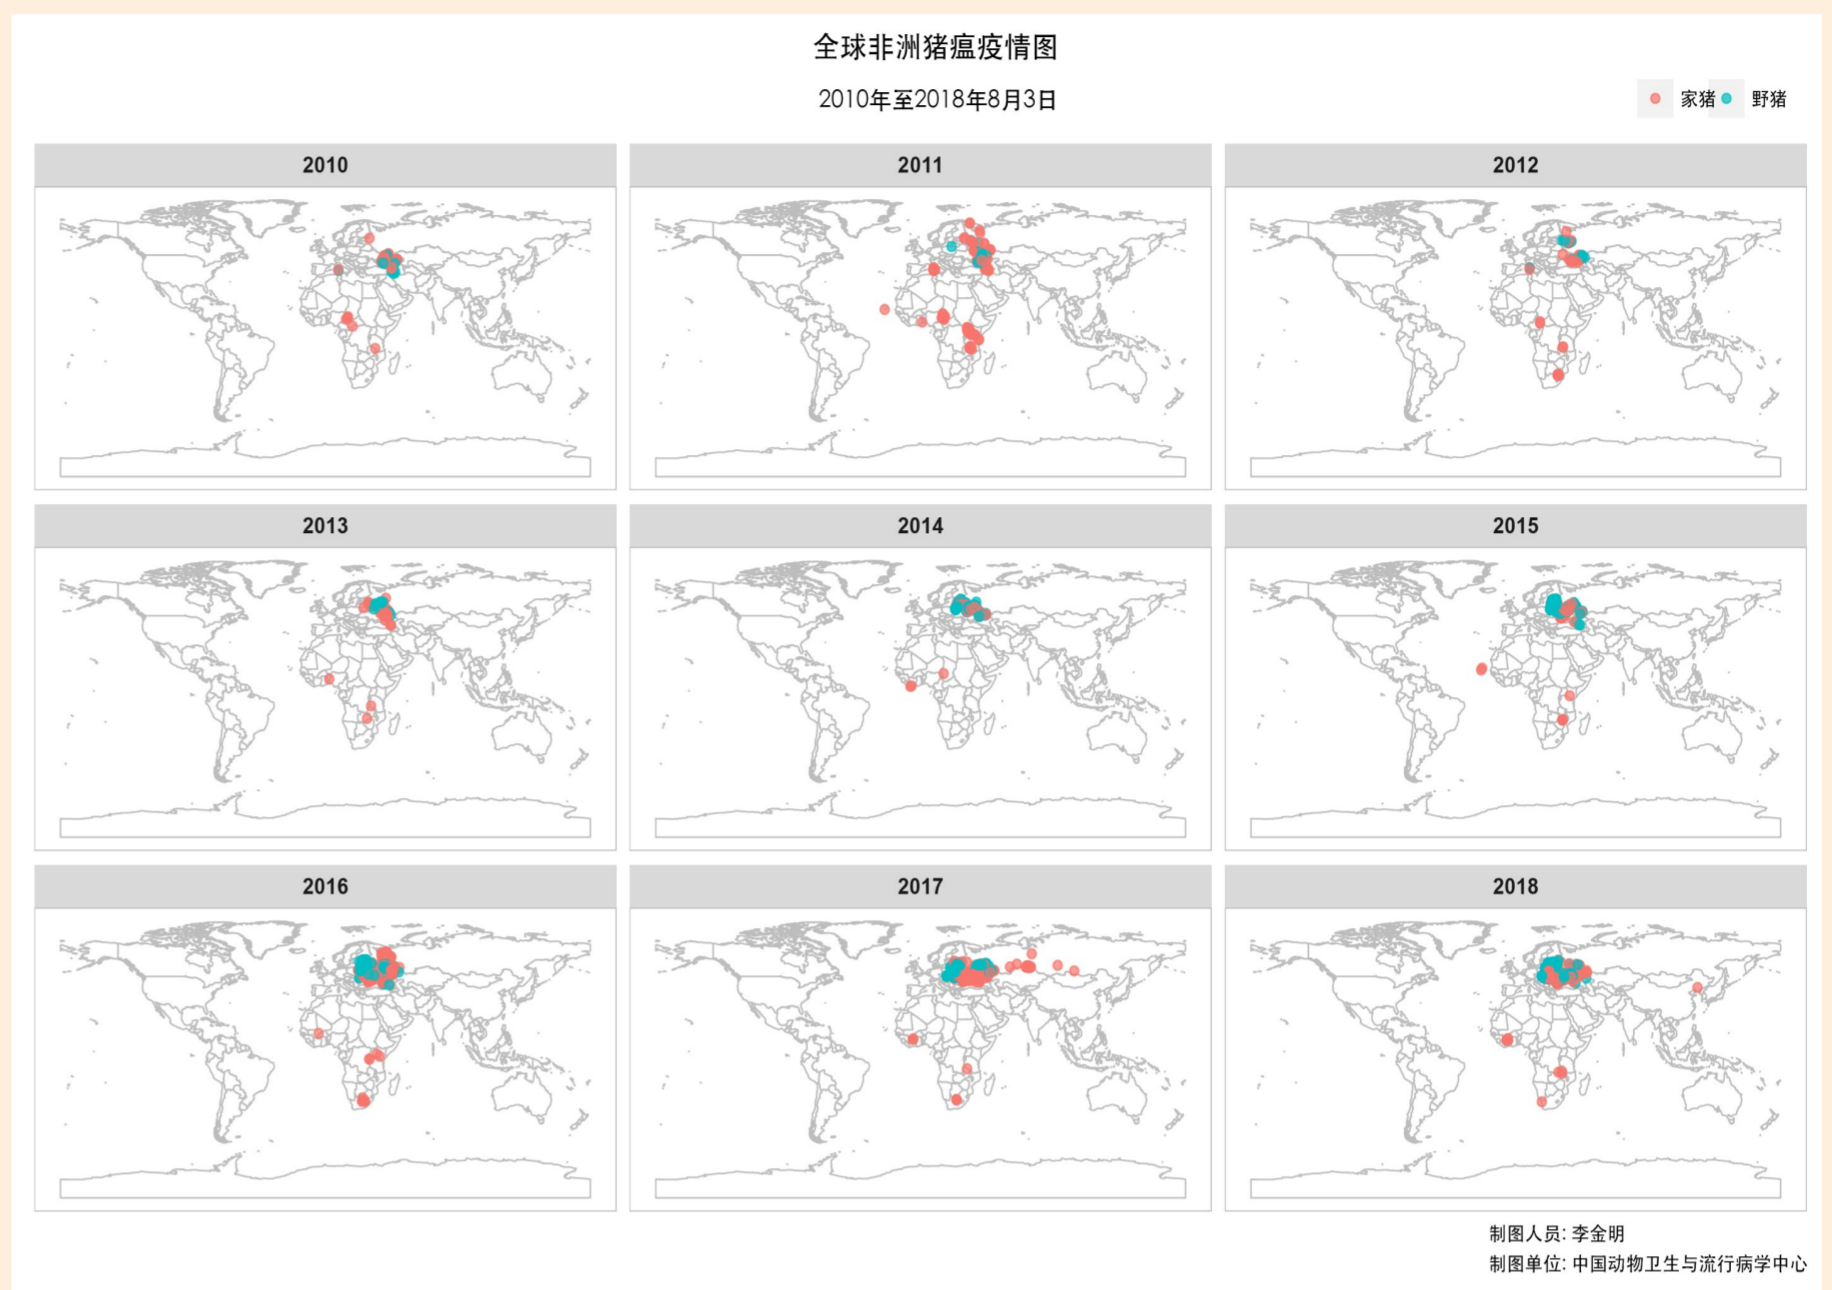 全球非洲猪瘟疫情图
2010年至2018年8月3日
家猪 野猪
2010 2011 2012
2013 2014 2015
2016 2017 2018
制图人员: 李金明
制图单位: 中国动物卫生与流行病学中心